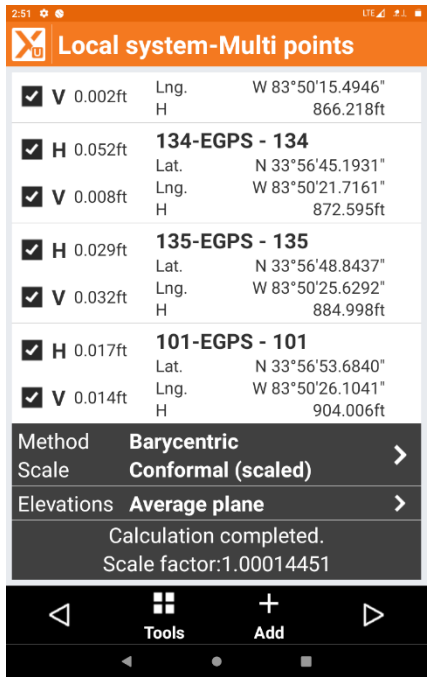 2:51 LTE
X U Local system-Multi points
V 0.002ft Lng. W 83°50'15.4946"
H 866.218ft
H 0.052ft 134-EGPS - 134
Lat. N 33°56'45.1931"
V 0.008ft Lng. W 83°50'21.7161"
H 872.595ft
H 0.029ft 135-EGPS - 135
Lat. N 33°56'48.8437"
V 0.032ft Lng. W 83°50'25.6292"
H 884.998ft
H 0.017ft 101-EGPS - 101
Lat. N 33°56'53.6840"
V 0.014ft Lng. W 83°50'26.1041"
H 904.006ft
Method Barycentric
Scale Conformal (scaled)
Elevations Average plane
Calculation completed.
Scale factor:1.00014451
Tools Add